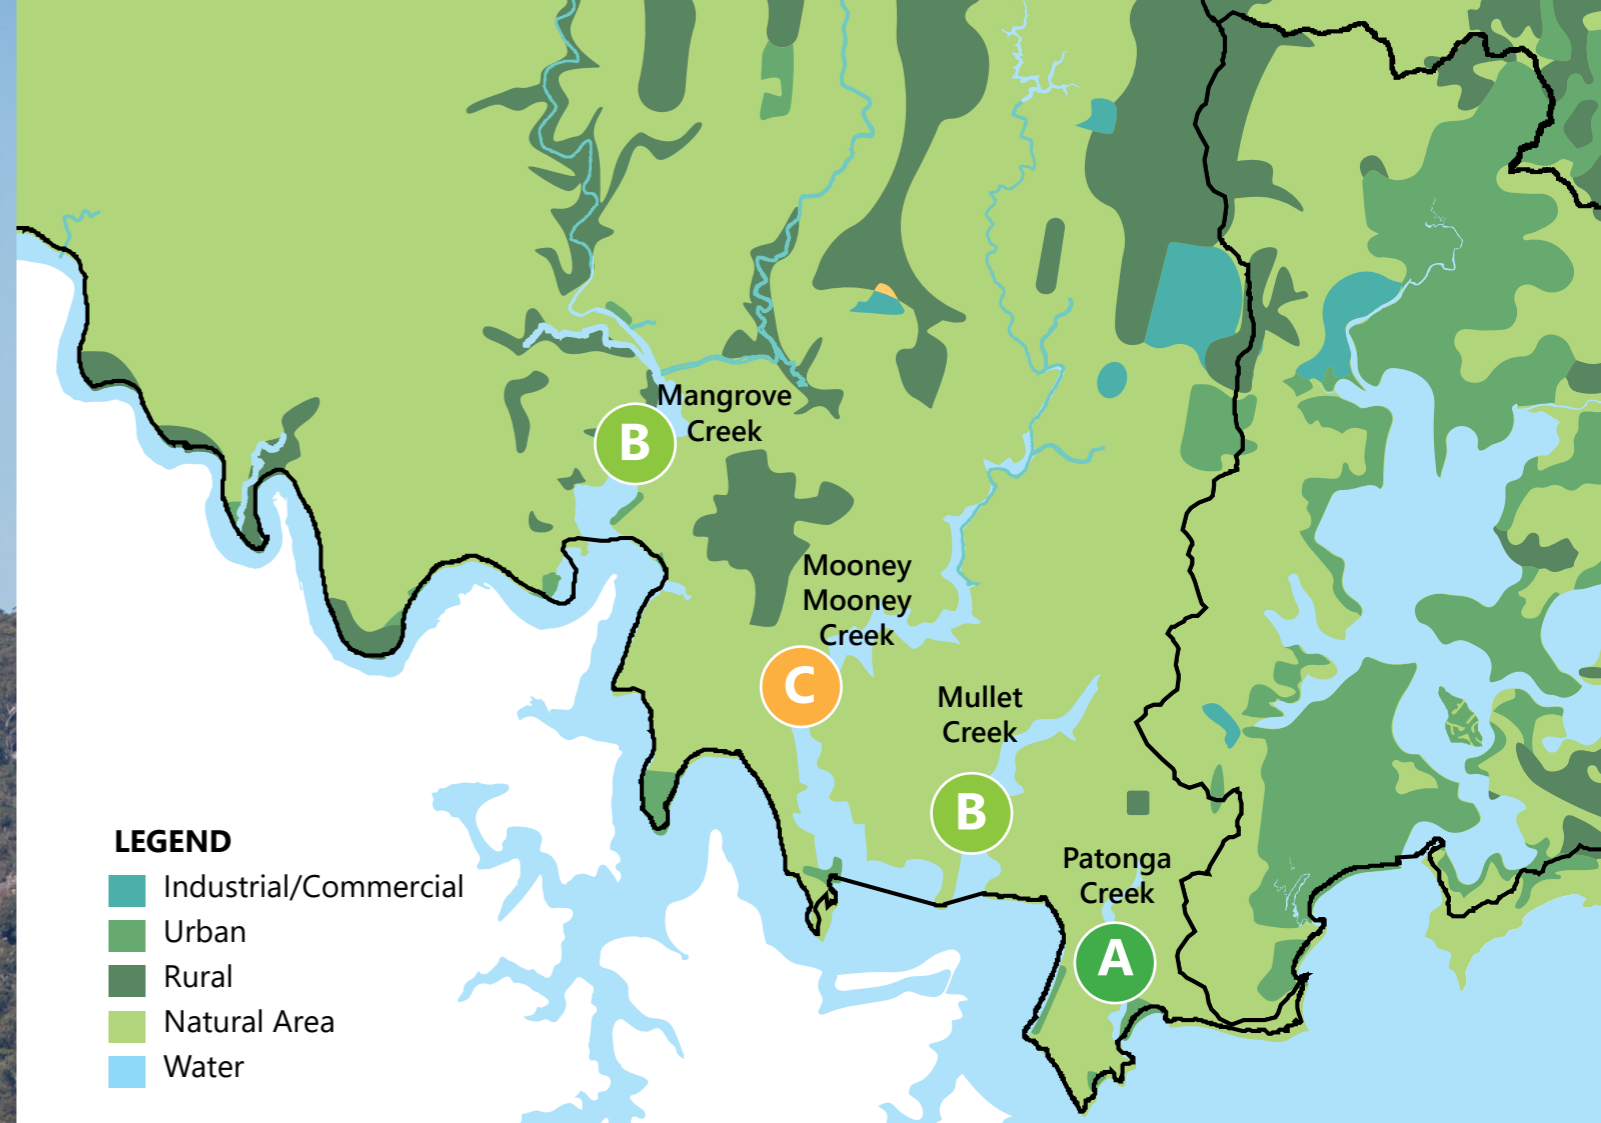 Mangrove
Creek
B
Mooney
Mooney
Creek
C
Mullet
Creek
B
Patonga
Creek
A
LEGEND
Industrial/Commercial
Urban
Rural
Natural Area
Water